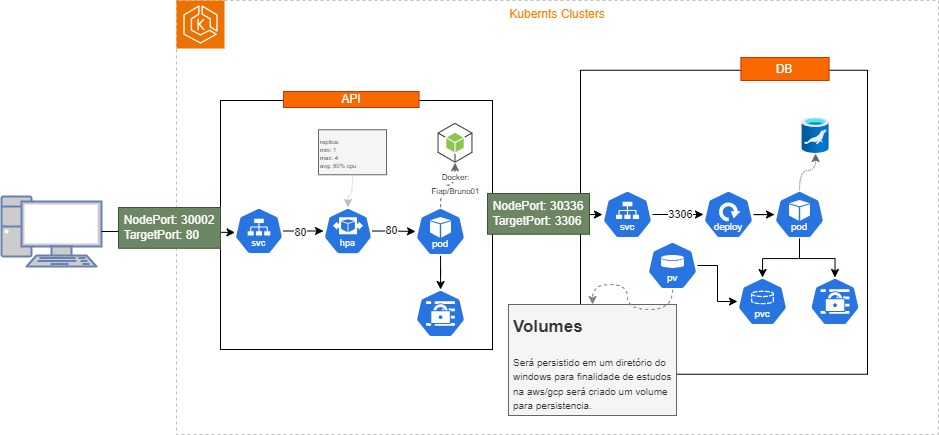 Kubernts Clusters
K
API
DB
replica:
min: 1
max: 4
avg: 80% cpu
Docker:
Fiap/Bruno01
NodePort: 30002
TargetPort: 80
svc
80
hpa
80
pod
NodePort: 30336
TargetPort: 3306
svc
3306
deploy
pod
pv
pvc
Volumes
Será persistido em um diretório do
windows para finalidade de estudos
na aws/gcp será criado um volume
para persistencia.